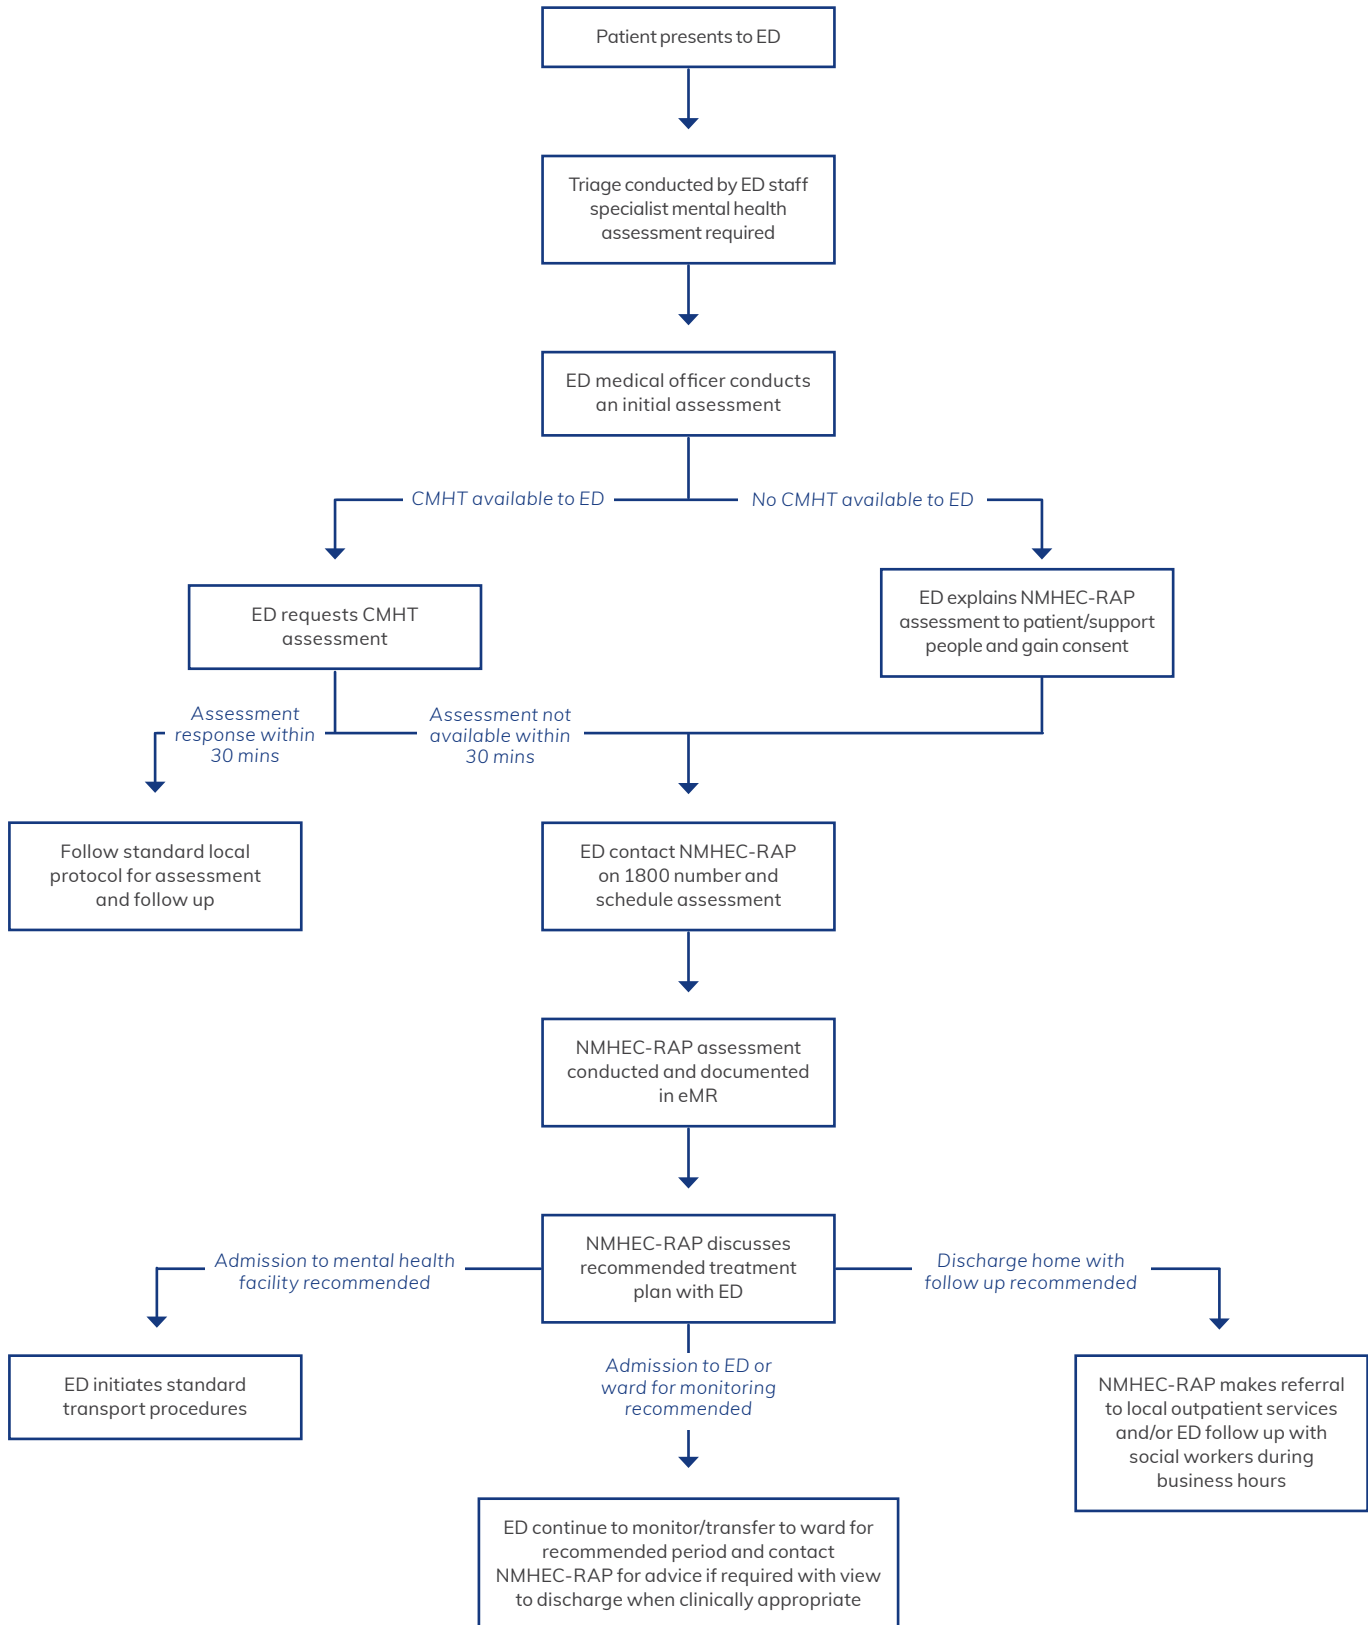 Patient presents to ED
Triage conducted by ED staff
specialist mental health
assessment required
ED medical officer conducts
an initial assessment
CMHT available to ED
No CMHT available to ED
ED requests CMHT
assessment
ED explains NMHEC-RAP
assessment to patient/support
people and gain consent
Assessment
response within
30 mins
Assessment not
available within
30 mins
Follow standard local
protocol for assessment
and follow up
ED contact NMHEC-RAP
on 1800 number and
schedule assessment
NMHEC-RAP assessment
conducted and documented
in eMR
NMHEC-RAP discusses
recommended treatment
plan with ED
Admission to mental health
facility recommended
Discharge home with
follow up recommended
Admission to ED or
ward for monitoring
recommended
ED initiates standard
transport procedures
NMHEC-RAP makes referral
to local outpatient services
and/or ED follow up with
social workers during
business hours
ED continue to monitor/transfer to ward for
recommended period and contact
NMHEC-RAP for advice if required with view
to discharge when clinically appropriate